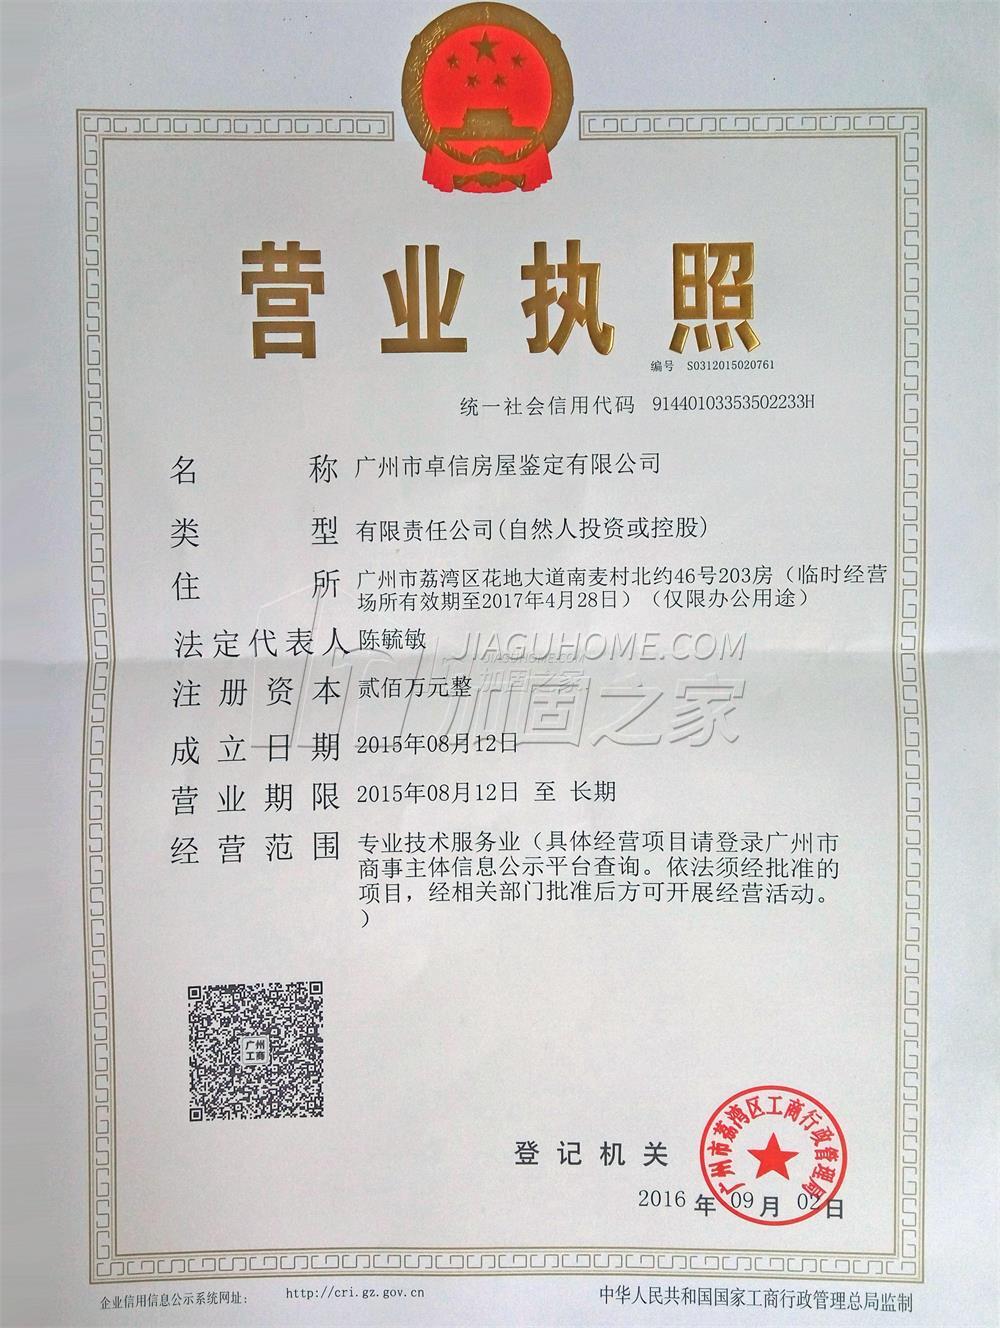 营业执照
编号 S0312015020761
统一社会信用代码 91440103353502233H
名称 广州市卓信房屋鉴定有限公司
类型 有限责任公司(自然人投资或控股)
住所 广州市荔湾区花地大道南麦村北约46号203房（临时经营
场所有效期至2017年4月28日）（仅限办公用途）
法定代表人 陈毓敏
JIAGUHOME.COM
JIAGUHOME.COM
加固之家
注册资本 贰佰万元整
加固之家
成立日期 2015年08月12日
营业期限 2015年08月12日 至 长期
经营范围 专业技术服务业（具体经营项目请登录广州市
商事主体信息公示平台查询。依法须经批准的
项目，经相关部门批准后方可开展经营活动。
）
广州
工商
广州市荔湾区工商行政管理局
登记机关
2016年09月02日
企业信用信息公示系统网址： http://cri.gz.gov.cn 中华人民共和国国家工商行政管理总局监制